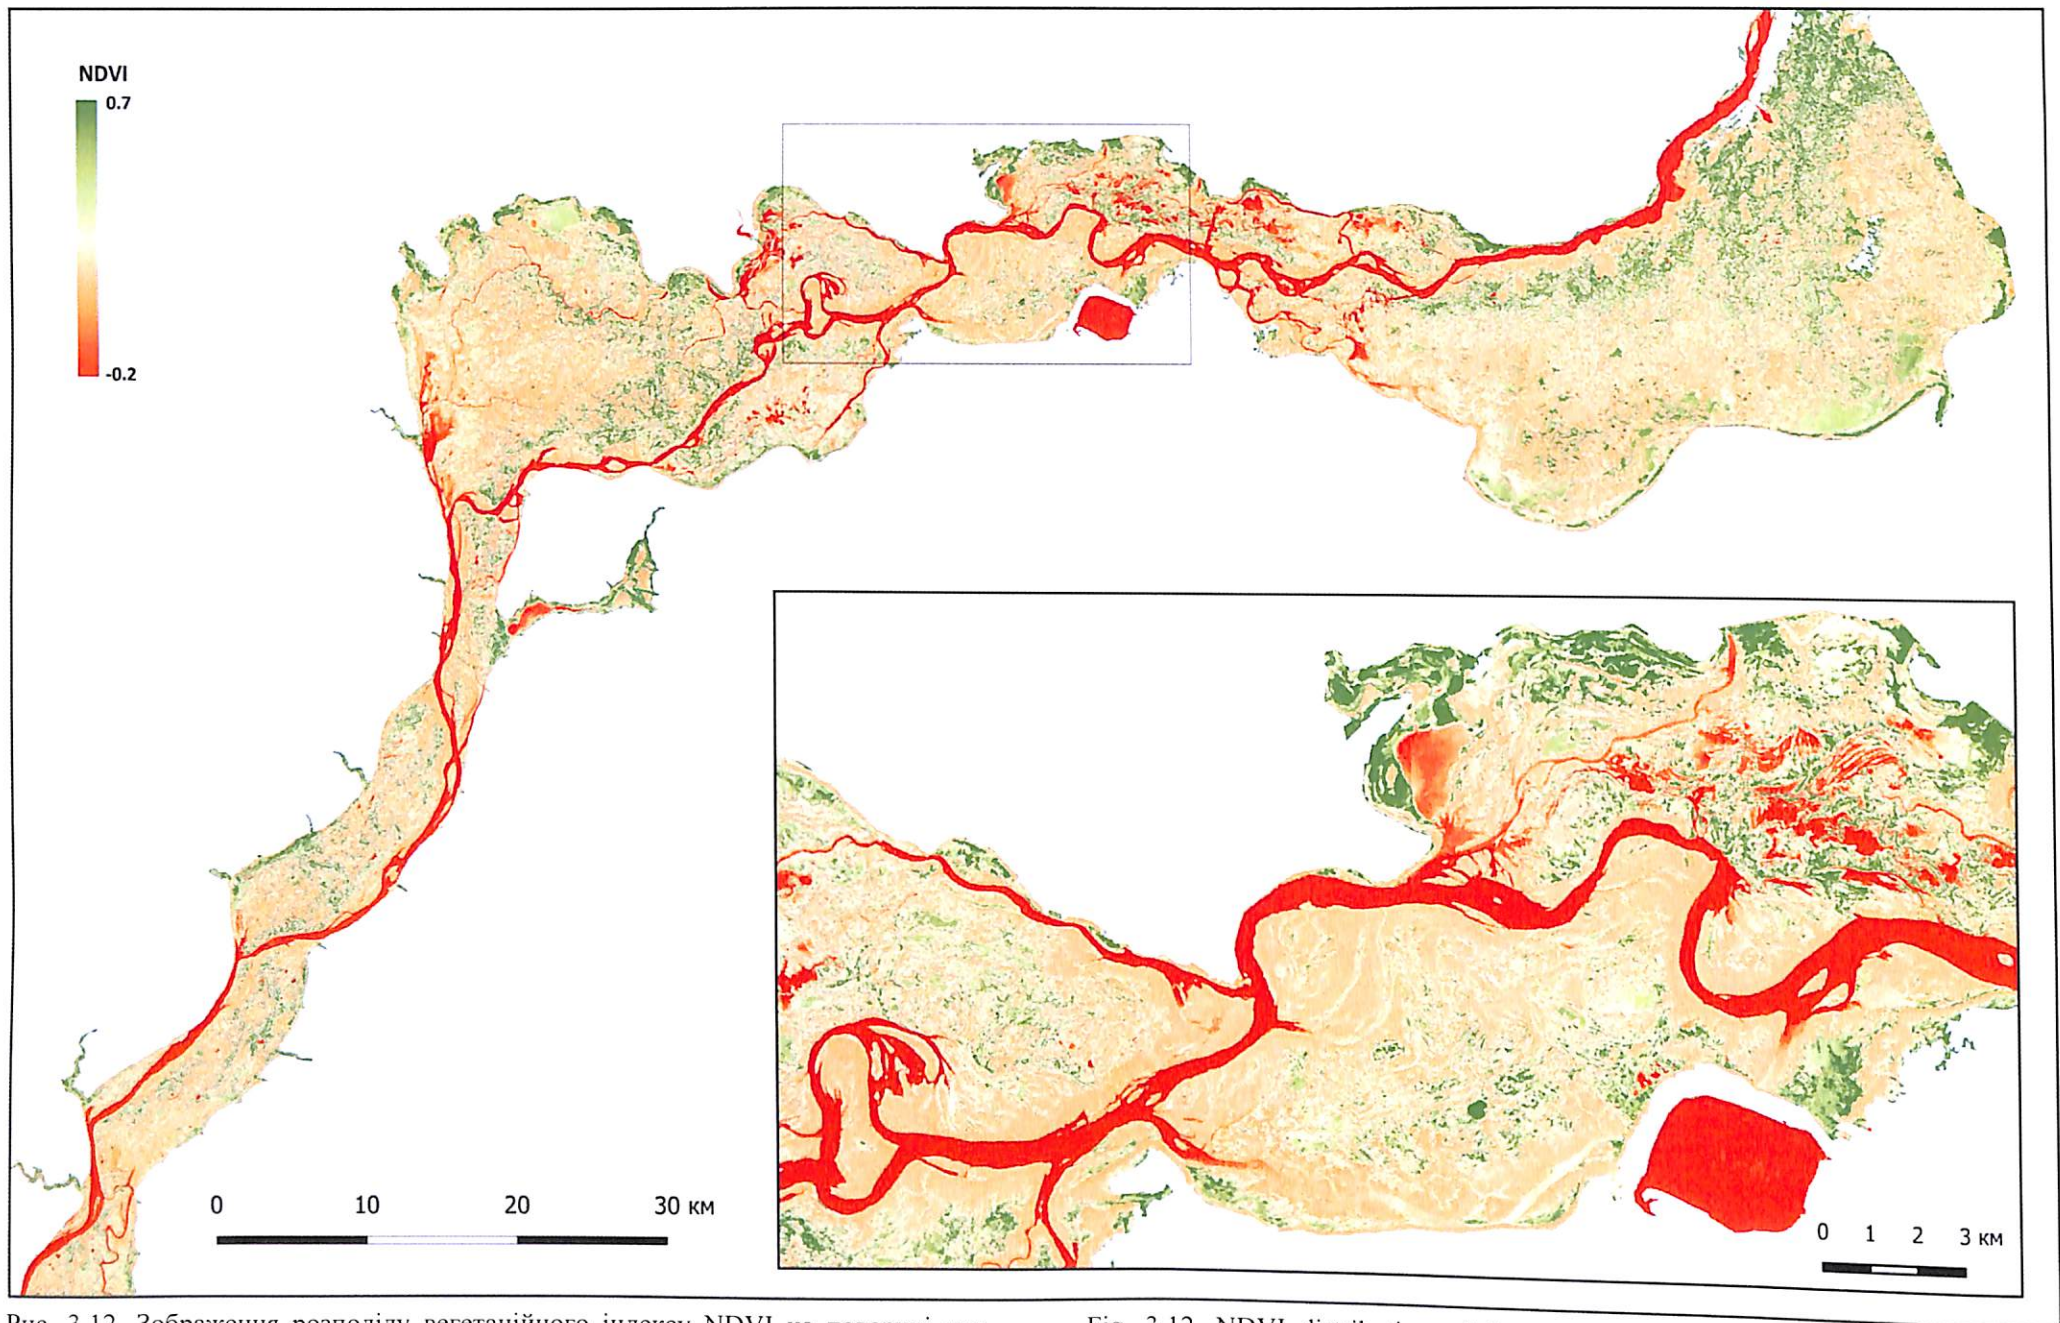 NDVI
0.7
-0.2
0 10 20 30 км
0 1 2 3 км
Рис. 3.12. Зображення розподілу вегетаційного індексу NDVI на
Fig. 3.12. NDVI